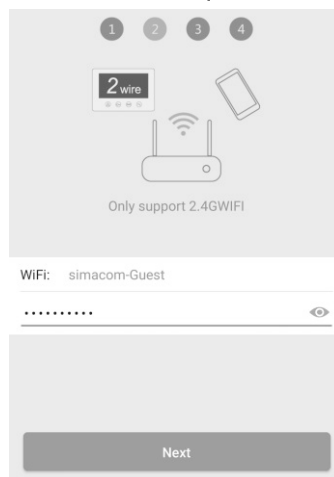 1 2 3 4
2 wire
Only support 2.4GWIFI
WiFi: simacom-Guest
••••••••••
Next